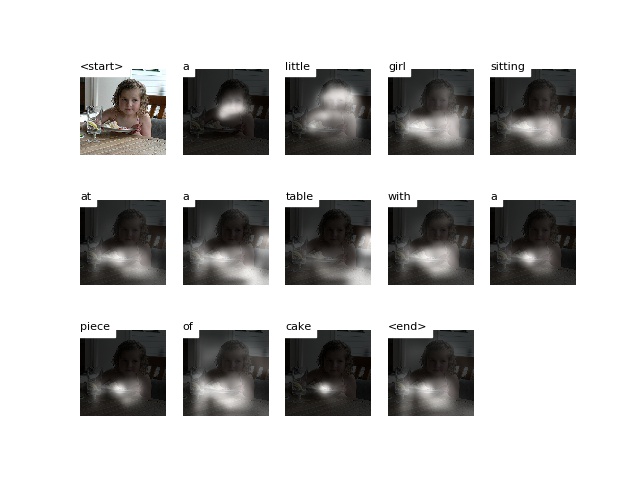 <start> a little girl sitting
at a table with a
piece of cake <end>